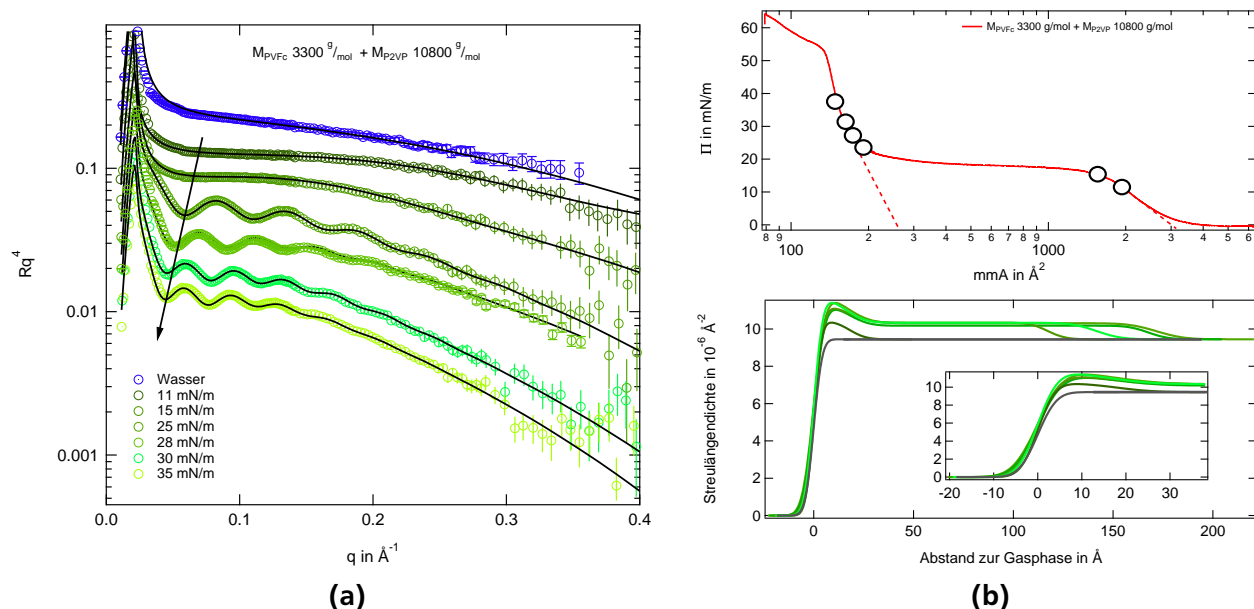 M_PVFc 3300 g/mol + M_P2VP 10800 g/mol
Rq⁴
0.1
0.01
0.001
Wasser
11 mN/m
15 mN/m
25 mN/m
28 mN/m
30 mN/m
35 mN/m
0.0 0.1 0.2 0.3 0.4
q in Å⁻¹
(a)
M_PVFc 3300 g/mol + M_P2VP 10800 g/mol
Π in mN/m
60
50
40
30
20
10
0
8 9 100 2 3 4 5 6 7 8 9 1000 2 3 4 5 6
mmA in Å²
Streulängendichte in 10⁻⁶ Å⁻²
10
8
6
4
2
0
10
8
6
4
2
0
-20 -10 0 10 20 30
0 50 100 150 200
Abstand zur Gasphase in Å
(b)